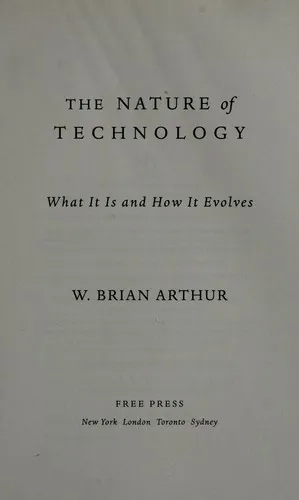 THE NATURE of
TECHNOLOGY
What It Is and How It Evolves
W. BRIAN ARTHUR
FREE PRESS
New York London Toronto Sydney